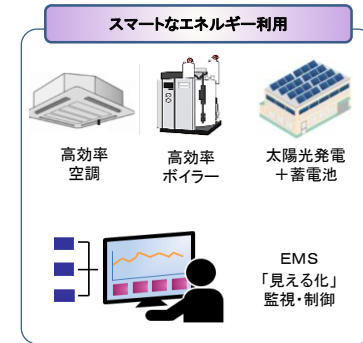 スマートなエネルギー利用
高効率
空調
高効率
ボイラー
太陽光発電
＋蓄電池
EMS
「見える化」
監視・制御